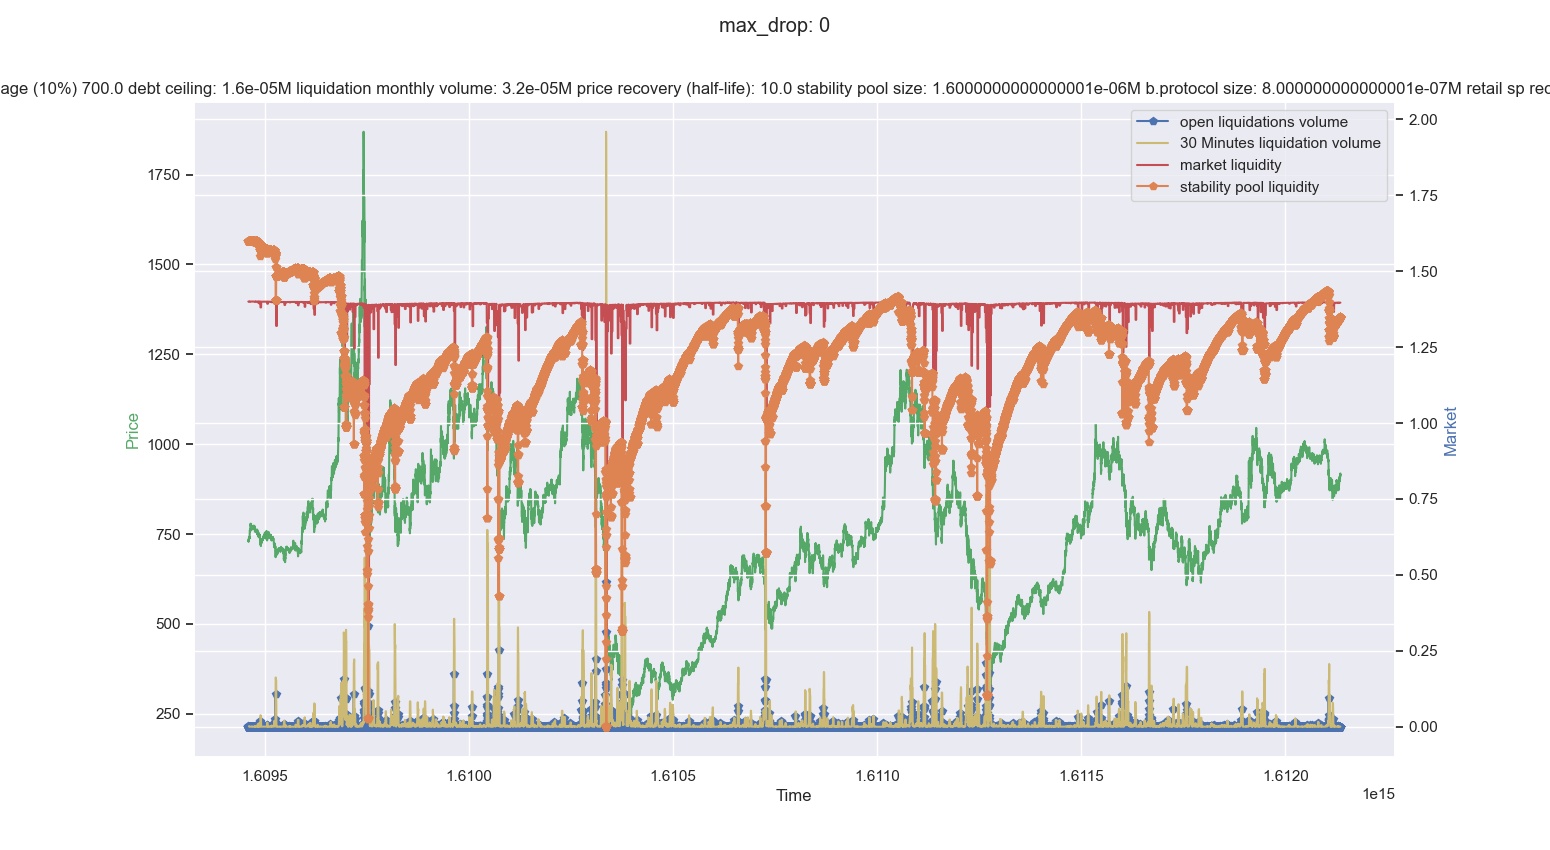 max_drop: 0
age (10%) 700.0 debt ceiling: 1.6e-05M liquidation monthly volume: 3.2e-05M price recovery (half-life): 10.0 stability pool size: 1.6000000000000001e-06M b.protocol size: 8.000000000000001e-07M retail sp rec
open liquidations volume
30 Minutes liquidation volume
market liquidity
stability pool liquidity
Price
1750
1500
1250
1000
750
500
250
2.00
1.75
1.50
1.25
1.00
0.75
0.50
0.25
0.00
Market
1.6095 1.6100 1.6105 1.6110 1.6115 1.6120
Time
1e15